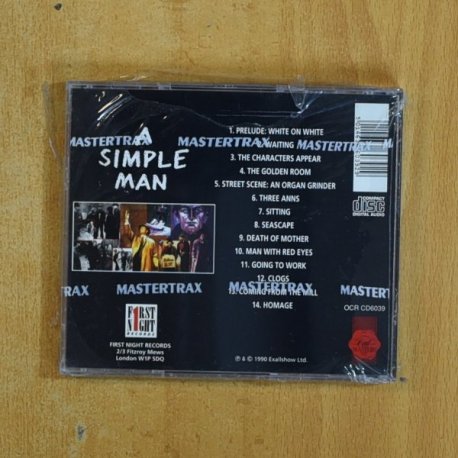 A
SIMPLE
MAN
MASTERTRAX MASTERTRAX MASTERTRAX
1. PRELUDE: WHITE ON WHITE
WAITING
3. THE CHARACTERS APPEAR
4. THE GOLDEN ROOM
5. STREET SCENE: AN ORGAN GRINDER
6. THREE ANNS
7. SITTING
8. SEASCAPE
9. DEATH OF MOTHER
10. MAN WITH RED EYES
11. GOING TO WORK
12. CLOGS
13. COMING FROM THE MILL
14. HOMAGE
MASTERTRAX MASTERTRAX MASTERT
COMPACT
disc
DIGITAL AUDIO
OCR CD6039
F1RST
NIGHT
RECORDS
FIRST NIGHT RECORDS
2/3 Fitzroy Mews
London W1P 5DQ
℗ & © 1990 Exallshow Ltd.